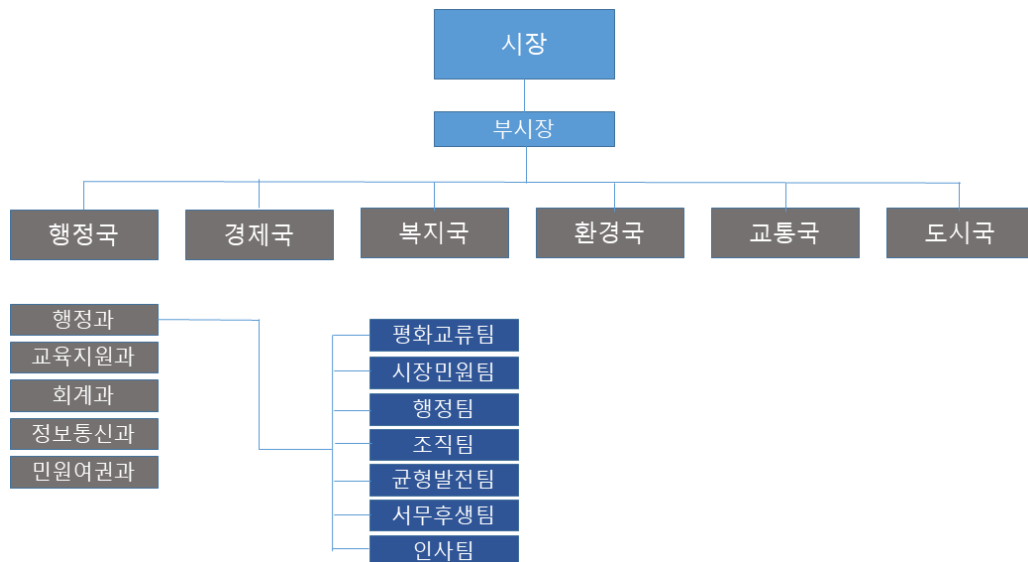 시장
부시장
행정국
경제국
복지국
환경국
교통국
도시국
행정과
교육지원과
회계과
정보통신과
민원여권과
평화교류팀
시장민원팀
행정팀
조직팀
균형발전팀
서무후생팀
인사팀